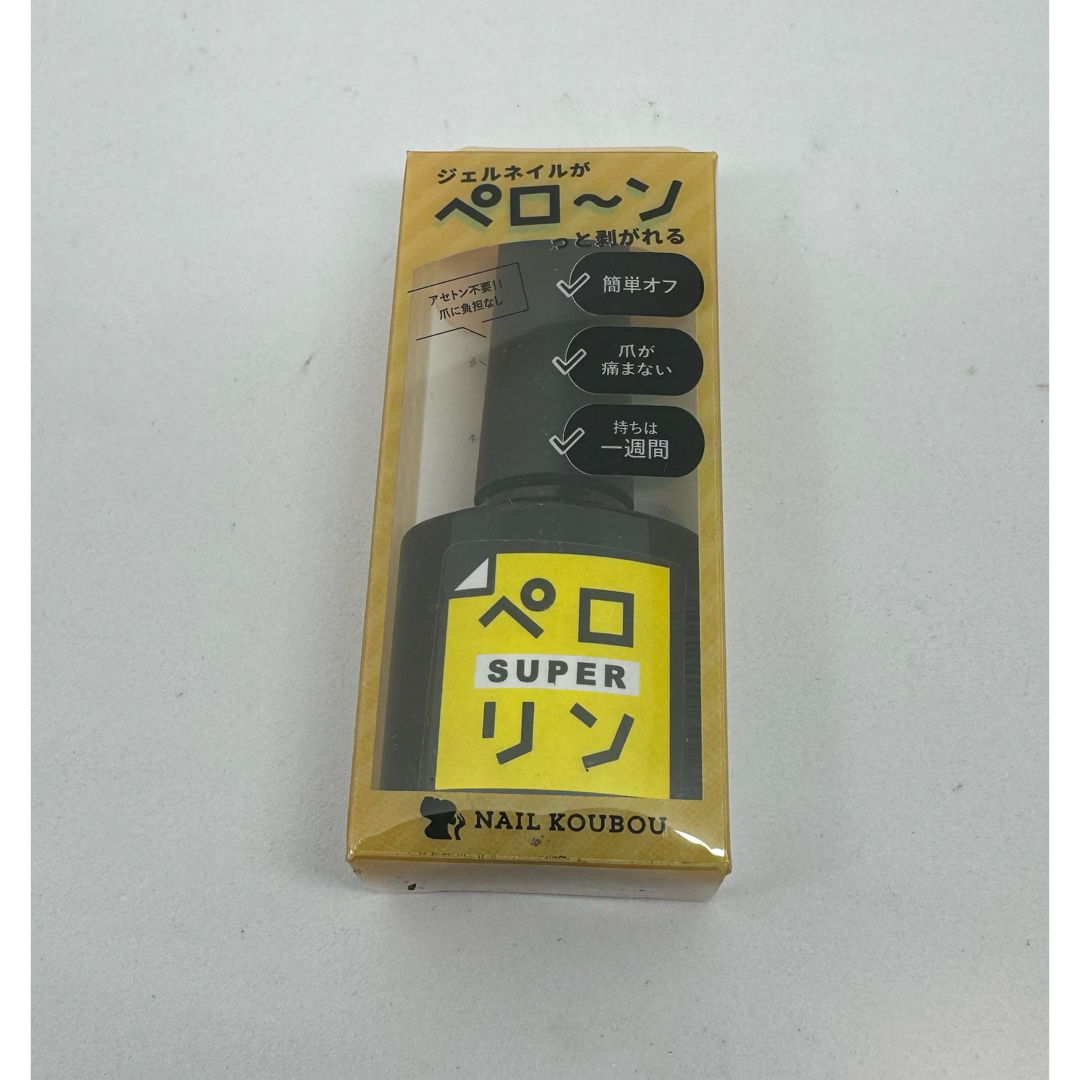 ジェルネイルが
ペロ〜ン
っと剥がれる
アセトン不要!!
爪に負担なし
簡単オフ
爪が
痛まない
持ちは
一週間
ペロ
SUPER
リン
NAIL KOUBOU